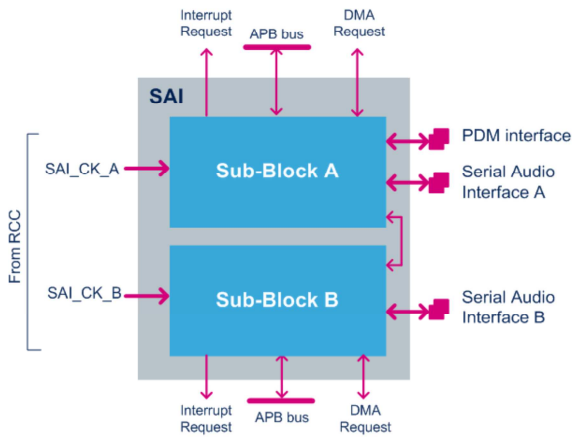 Interrupt
Request
APB bus
DMA
Request
SAI
PDM interface
SAI_CK_A
Sub-Block A
Serial Audio
Interface A
From RCC
SAI_CK_B
Sub-Block B
Serial Audio
Interface B
Interrupt
Request
APB bus
DMA
Request